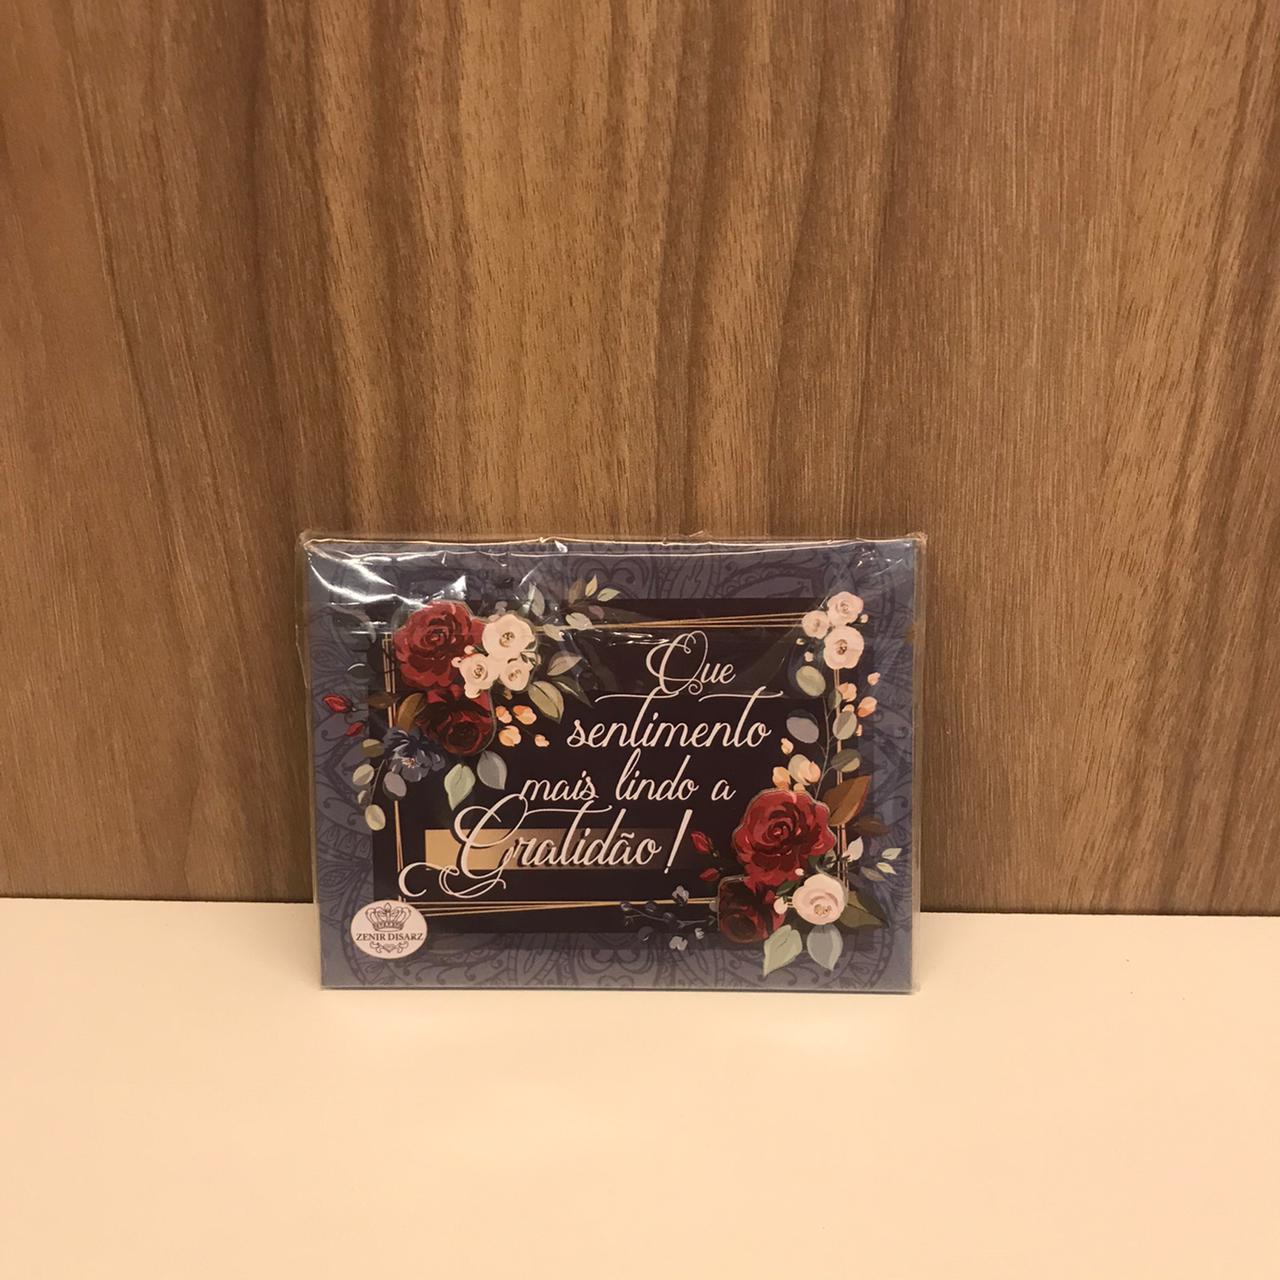 Que
sentimento
mais lindo a
Gratidão!
ZENIR DISARZ